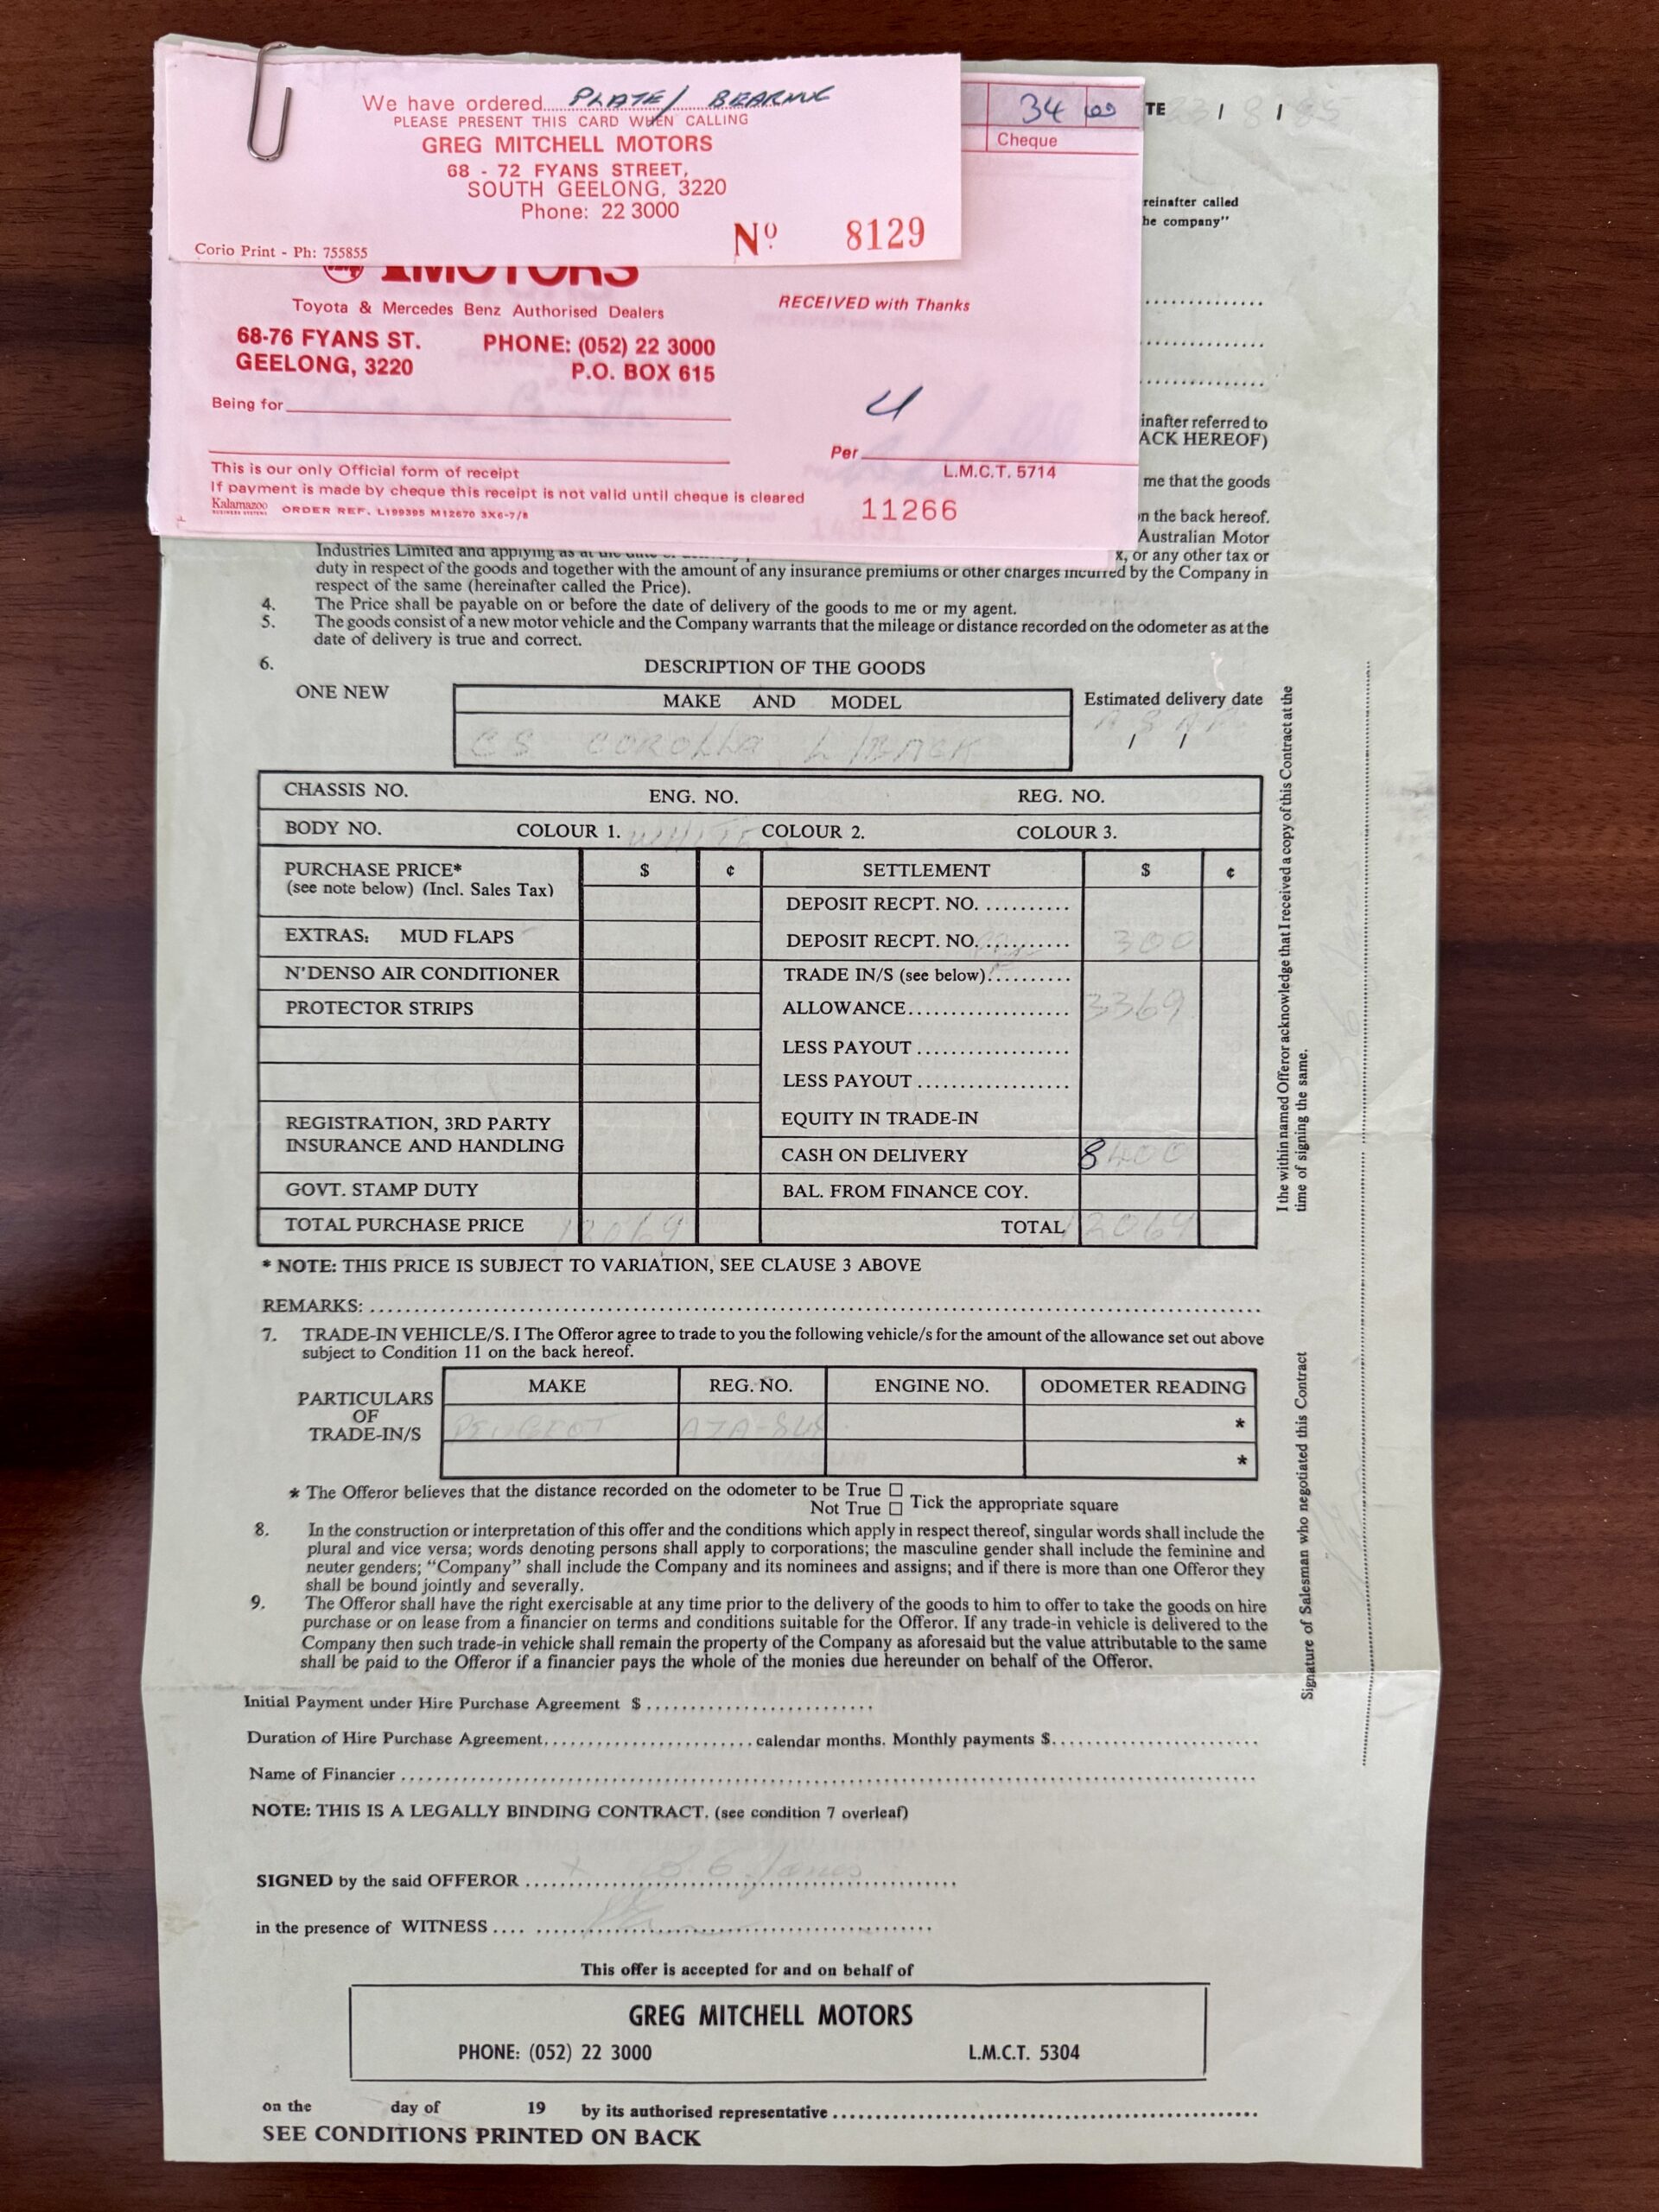 We have ordered PLATE / BEARING
PLEASE PRESENT THIS CARD WHEN CALLING
GREG MITCHELL MOTORS
68 - 72 FYANS STREET,
SOUTH GEELONG, 3220
Phone: 22 3000
Nº 8129
Corio Print - Ph: 755855
34
Cheque
MOTORS
Toyota & Mercedes Benz Authorised Dealers
RECEIVED with Thanks
68-76 FYANS ST.
GEELONG, 3220
PHONE: (052) 22 3000
P.O. BOX 615
Being for
Per
L.M.C.T. 5714
This is our only Official form of receipt
If payment is made by cheque this receipt is not valid until cheque is cleared
Kalamazoo
BUSINESS SYSTEMS
ORDER REF. L199395 M12670 3X6-7/8
11266
TE 23 / 8 / 85
reinafter called
he company"
inafter referred to
ACK HEREOF)
me that the goods
on the back hereof.
Australian Motor
Industries Limited and applying as at the date of
x, or any other tax or
duty in respect of the goods and together with the amount of any insurance premiums or other charges incurred by the Company in
respect of the same (hereinafter called the Price).
4. The Price shall be payable on or before the date of delivery of the goods to me or my agent.
5. The goods consist of a new motor vehicle and the Company warrants that the mileage or distance recorded on the odometer as at the
date of delivery is true and correct.
6. DESCRIPTION OF THE GOODS
ONE NEW
MAKE AND MODEL
Estimated delivery date
CS COROLLA L/BACK
A S A P
/ /
CHASSIS NO. ENG. NO. REG. NO.
BODY NO. COLOUR 1. WHITE COLOUR 2. COLOUR 3.
PURCHASE PRICE* $ ¢ SETTLEMENT $ ¢
(see note below) (Incl. Sales Tax)
DEPOSIT RECPT. NO. ..........
EXTRAS: MUD FLAPS
DEPOSIT RECPT. NO. .......... 300
N'DENSO AIR CONDITIONER
TRADE IN/S (see below)..........
PROTECTOR STRIPS
ALLOWANCE.................... 3369
LESS PAYOUT ...................
LESS PAYOUT ...................
REGISTRATION, 3RD PARTY
INSURANCE AND HANDLING
EQUITY IN TRADE-IN
CASH ON DELIVERY 8400
GOVT. STAMP DUTY
BAL. FROM FINANCE COY.
TOTAL PURCHASE PRICE 12069
TOTAL 12069
* NOTE: THIS PRICE IS SUBJECT TO VARIATION, SEE CLAUSE 3 ABOVE
REMARKS:
7. TRADE-IN VEHICLE/S. I The Offeror agree to trade to you the following vehicle/s for the amount of the allowance set out above
subject to Condition 11 on the back hereof.
PARTICULARS
OF
TRADE-IN/S
MAKE REG. NO. ENGINE NO. ODOMETER READING
PEUGEOT *
*
* The Offeror believes that the distance recorded on the odometer to be True □
Not True □ Tick the appropriate square
8. In the construction or interpretation of this offer and the conditions which apply in respect thereof, singular words shall include the
plural and vice versa; words denoting persons shall apply to corporations; the masculine gender shall include the feminine and
neuter genders; "Company" shall include the Company and its nominees and assigns; and if there is more than one Offeror they
shall be bound jointly and severally.
9. The Offeror shall have the right exercisable at any time prior to the delivery of the goods to him to offer to take the goods on hire
purchase or on lease from a financier on terms and conditions suitable for the Offeror. If any trade-in vehicle is delivered to the
Company then such trade-in vehicle shall remain the property of the Company as aforesaid but the value attributable to the same
shall be paid to the Offeror if a financier pays the whole of the monies due hereunder on behalf of the Offeror.
Initial Payment under Hire Purchase Agreement $
Duration of Hire Purchase Agreement calendar months. Monthly payments $
Name of Financier
NOTE: THIS IS A LEGALLY BINDING CONTRACT. (see condition 7 overleaf)
SIGNED by the said OFFEROR x Jones
in the presence of WITNESS
This offer is accepted for and on behalf of
GREG MITCHELL MOTORS
PHONE: (052) 22 3000 L.M.C.T. 5304
on the day of 19 by its authorised representative
SEE CONDITIONS PRINTED ON BACK
I the within named Offeror acknowledge that I received a copy of this Contract at the
time of signing the same.
Signature of Salesman who negotiated this Contract